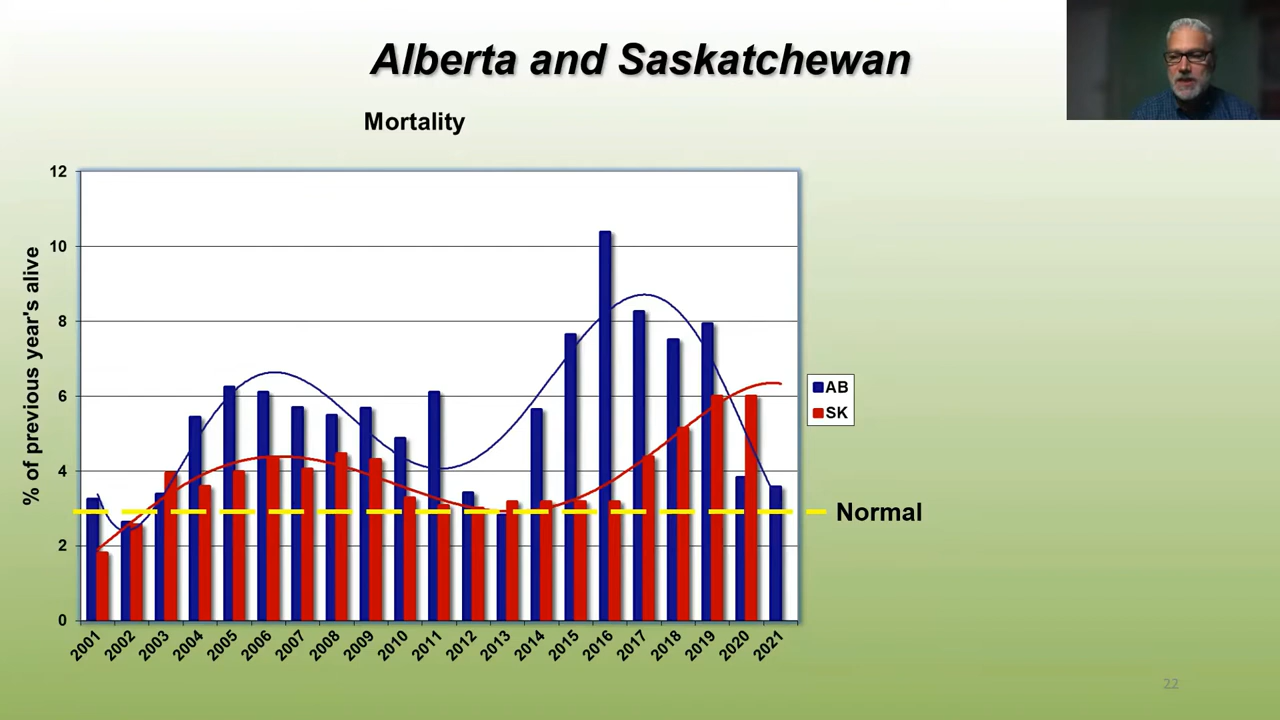 Alberta and Saskatchewan
Mortality
% of previous year's alive
12
10
8
6
4
2
0
2001 2002 2003 2004 2005 2006 2007 2008 2009 2010 2011 2012 2013 2014 2015 2016 2017 2018 2019 2020 2021
AB
SK
Normal
22